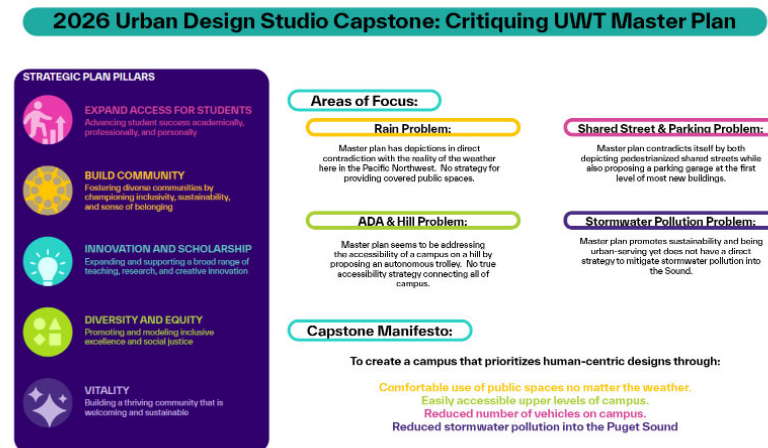 2026 Urban Design Studio Capstone: Critiquing UWT Master Plan
STRATEGIC PLAN PILLARS
EXPAND ACCESS FOR STUDENTS
Advancing student success academically,
professionally, and personally
BUILD COMMUNITY
Fostering diverse communities by
championing inclusivity, sustainability,
and sense of belonging
INNOVATION AND SCHOLARSHIP
Expanding and supporting a broad range of
teaching, research, and creative innovation
DIVERSITY AND EQUITY
Promoting and modeling inclusive
excellence and social justice
VITALITY
Building a thriving community that is
welcoming and sustainable
Areas of Focus:
Rain Problem:
Master plan has depictions in direct
contradiction with the reality of the weather
here in the Pacific Northwest. No strategy for
providing covered public spaces.
Shared Street & Parking Problem:
Master plan contradicts itself by both
depicting pedestrianized shared streets while
also proposing a parking garage at the first
level of most new buildings.
ADA & Hill Problem:
Master plan seems to be addressing
the accessibility of a campus on a hill by
proposing an autonomous trolley. No true
accessibility strategy connecting all of
campus.
Stormwater Pollution Problem:
Master plan promotes sustainability and being
urban-serving yet does not have a direct
strategy to mitigate stormwater pollution into
the Sound.
Capstone Manifesto:
To create a campus that prioritizes human-centric designs through:
Comfortable use of public spaces no matter the weather.
Easily accessible upper levels of campus.
Reduced number of vehicles on campus.
Reduced stormwater pollution into the Puget Sound